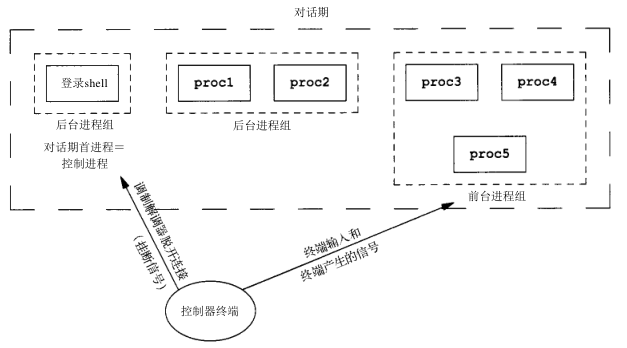 对话期
登录shell
proc1
proc2
proc3
proc4
proc5
后台进程组
后台进程组
前台进程组
对话期首进程＝
控制进程
调制解调器脱开连接
（挂断信号）
终端输入和
终端产生的信号
控制器终端